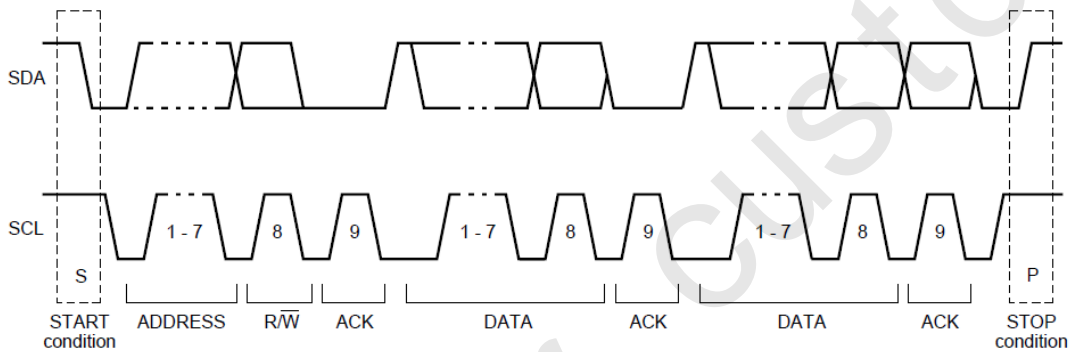 SDA
SCL
1 - 7 8 9 1 - 7 8 9 1 - 7 8 9
S P
START condition ADDRESS R/W̅ ACK DATA ACK DATA ACK STOP condition
custo